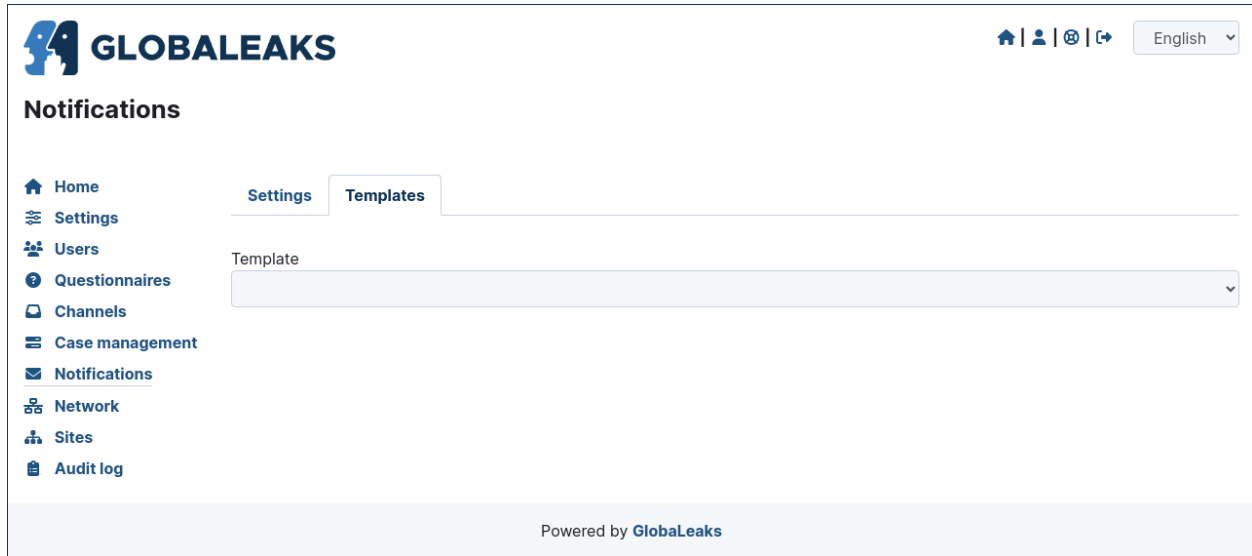 GLOBALEAKS
| | |
English
Notifications
Home
Settings
Users
Questionnaires
Channels
Case management
Notifications
Network
Sites
Audit log
Settings Templates
Template
Powered by GlobaLeaks